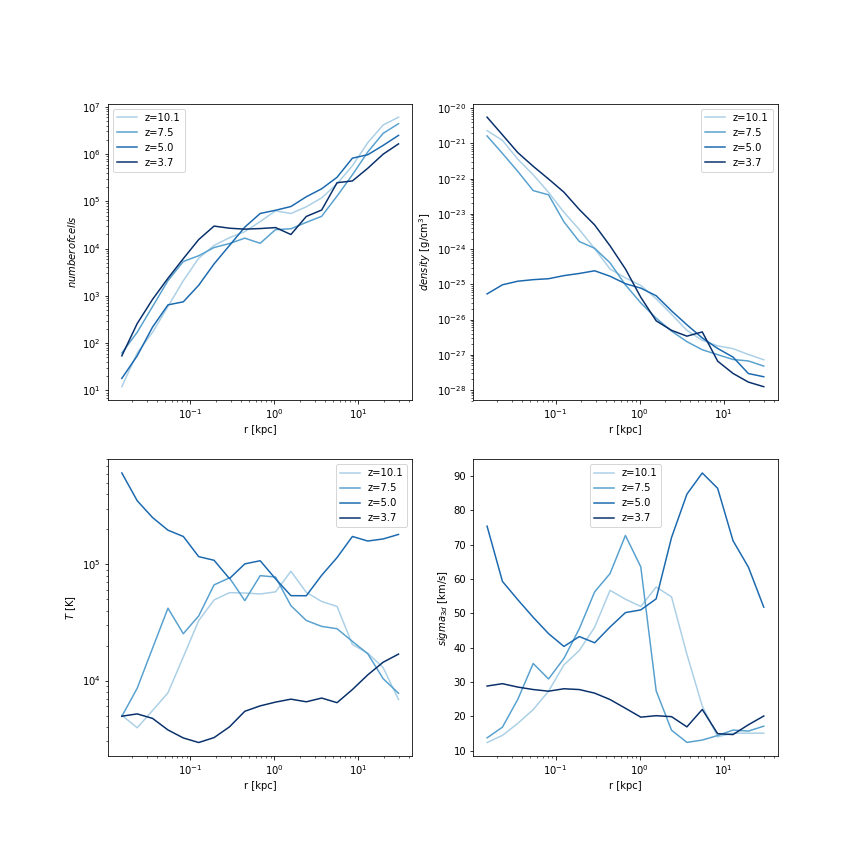 10^7
10^6
10^5
10^4
10^3
10^2
10^1
numberofcells
z=10.1
z=7.5
z=5.0
z=3.7
10^-1
10^0
10^1
r [kpc]
10^-20
10^-21
10^-22
10^-23
10^-24
10^-25
10^-26
10^-27
10^-28
density [g/cm^3]
z=10.1
z=7.5
z=5.0
z=3.7
10^-1
10^0
10^1
r [kpc]
10^5
10^4
T [K]
z=10.1
z=7.5
z=5.0
z=3.7
10^-1
10^0
10^1
r [kpc]
90
80
70
60
50
40
30
20
10
sigma_3d [km/s]
z=10.1
z=7.5
z=5.0
z=3.7
10^-1
10^0
10^1
r [kpc]